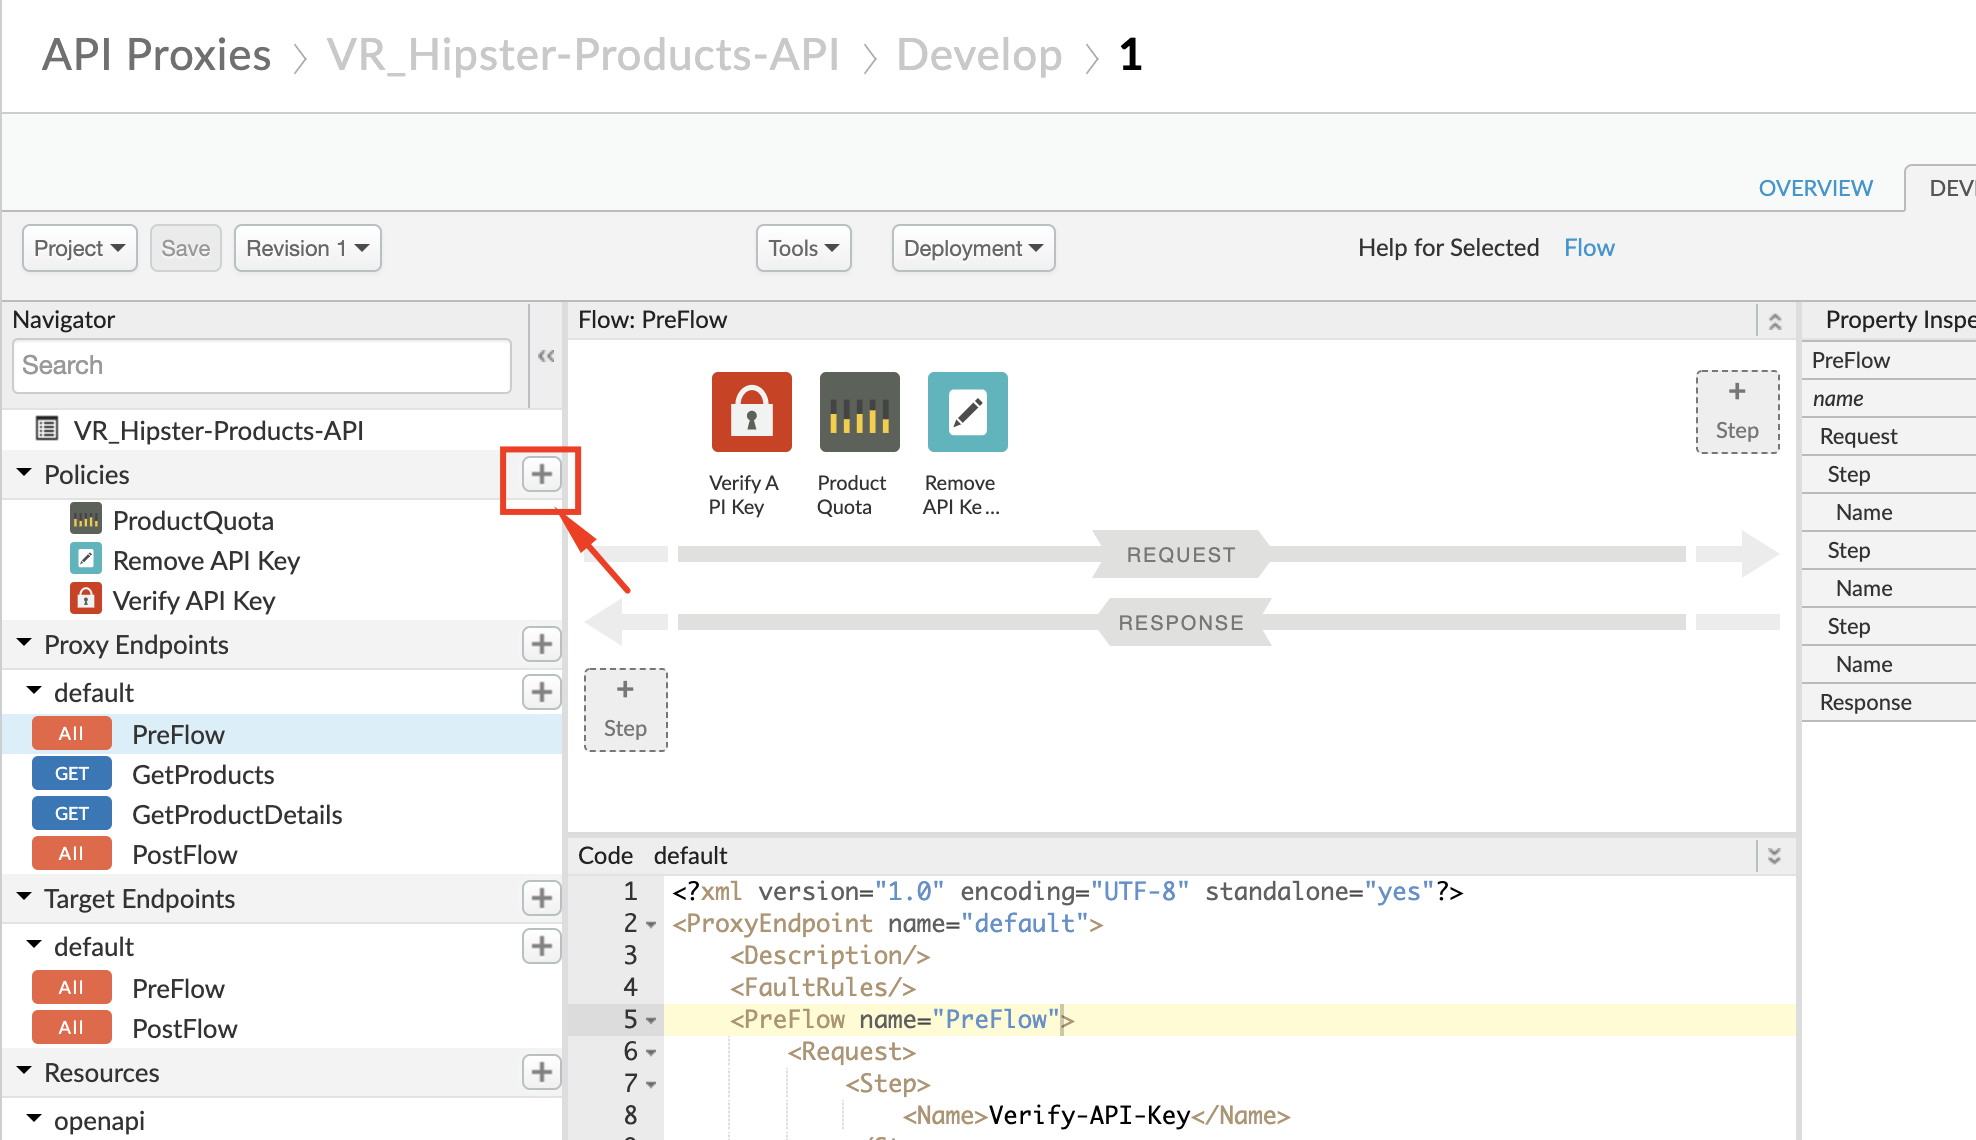 API Proxies > VR_Hipster-Products-API > Develop > 1
OVERVIEW
DEV
Project
Save
Revision 1
Tools
Deployment
Help for Selected Flow
Navigator
Search
VR_Hipster-Products-API
Policies
ProductQuota
Remove API Key
Verify API Key
Proxy Endpoints
default
All PreFlow
GET GetProducts
GET GetProductDetails
All PostFlow
Target Endpoints
default
All PreFlow
All PostFlow
Resources
openapi
Flow: PreFlow
Verify A
PI Key
Product
Quota
Remove
API Ke...
+
Step
REQUEST
RESPONSE
+
Step
Code default
1 <?xml version="1.0" encoding="UTF-8" standalone="yes"?>
2 <ProxyEndpoint name="default">
3 <Description/>
4 <FaultRules/>
5 <PreFlow name="PreFlow">
6 <Request>
7 <Step>
8 <Name>Verify-API-Key</Name>
Property Inspe
PreFlow
name
Request
Step
Name
Step
Name
Step
Name
Response